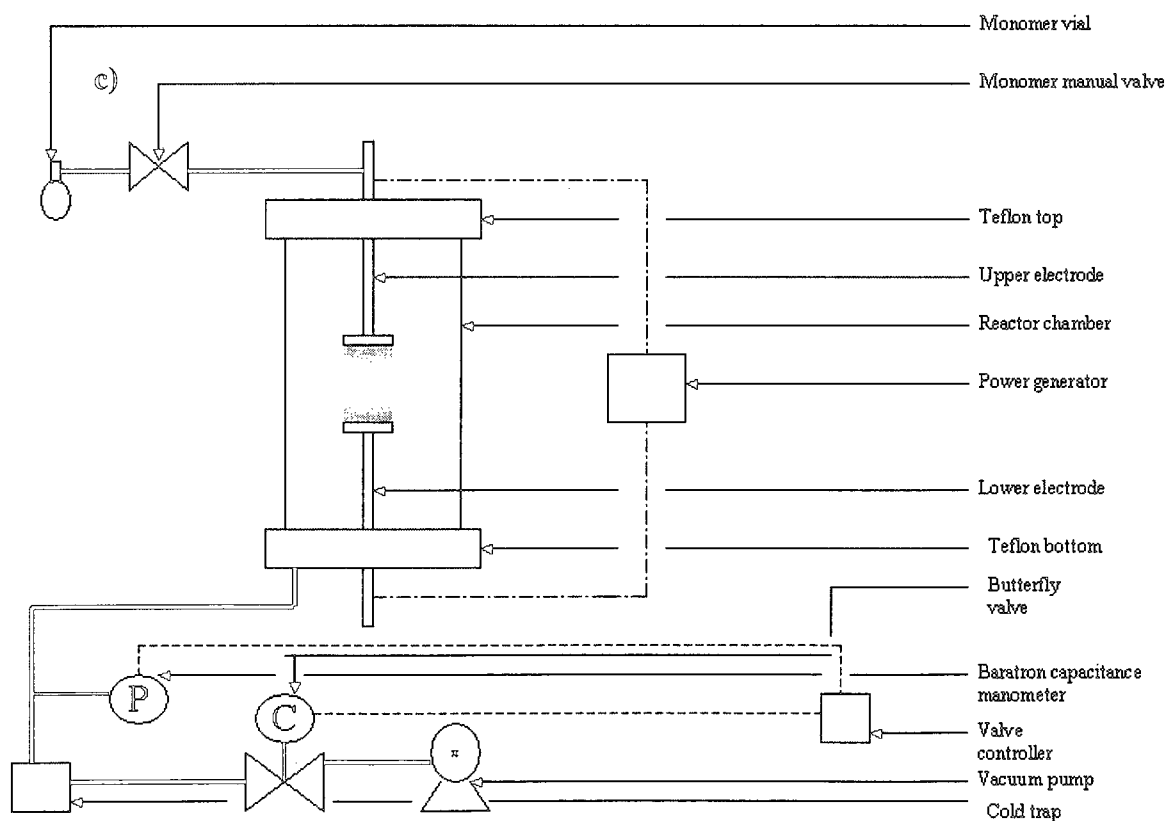 Monomer vial
c)
Monomer manual valve
Teflon top
Upper electrode
Reactor chamber
Power generator
Lower electrode
Teflon bottom
Butterfly
valve
P
Baratron capacitance
manometer
C
Valve
controller
π
Vacuum pump
Cold trap